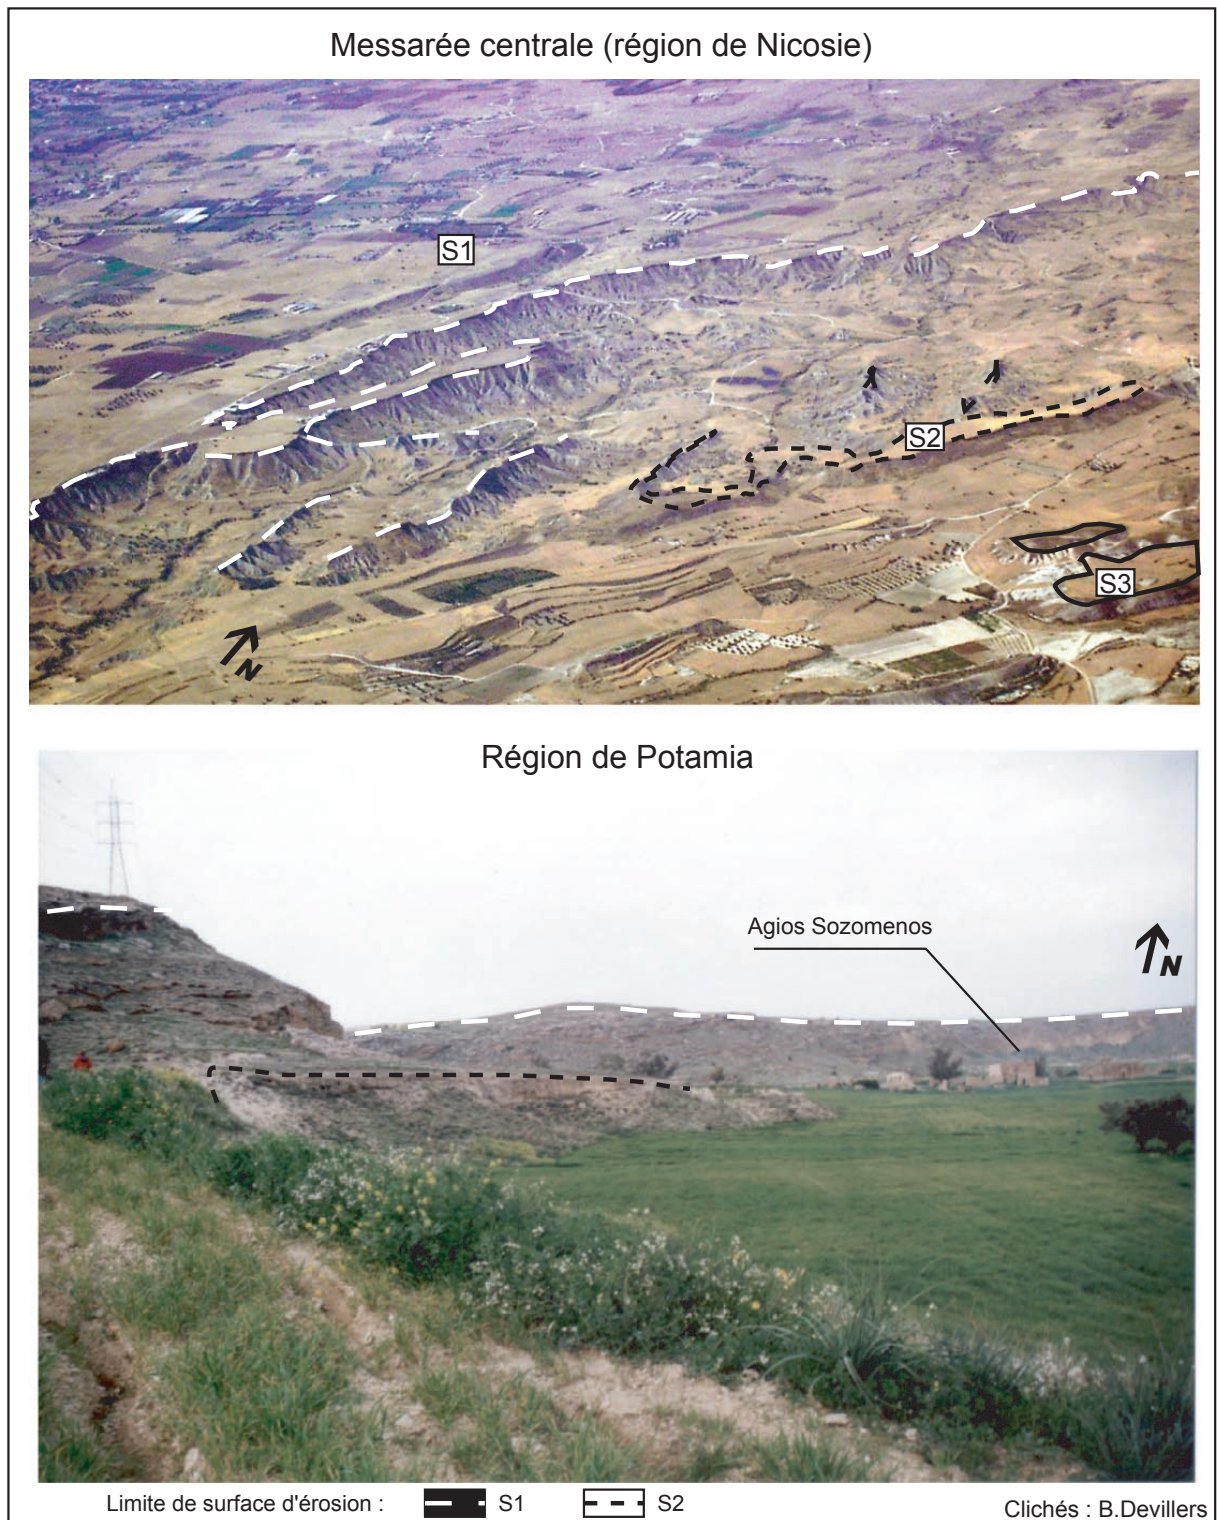 Messarée centrale (région de Nicosie)
S1
S2
S3
N
Région de Potamia
Agios Sozomenos
N
Limite de surface d'érosion : S1 S2
Clichés : B.Devillers